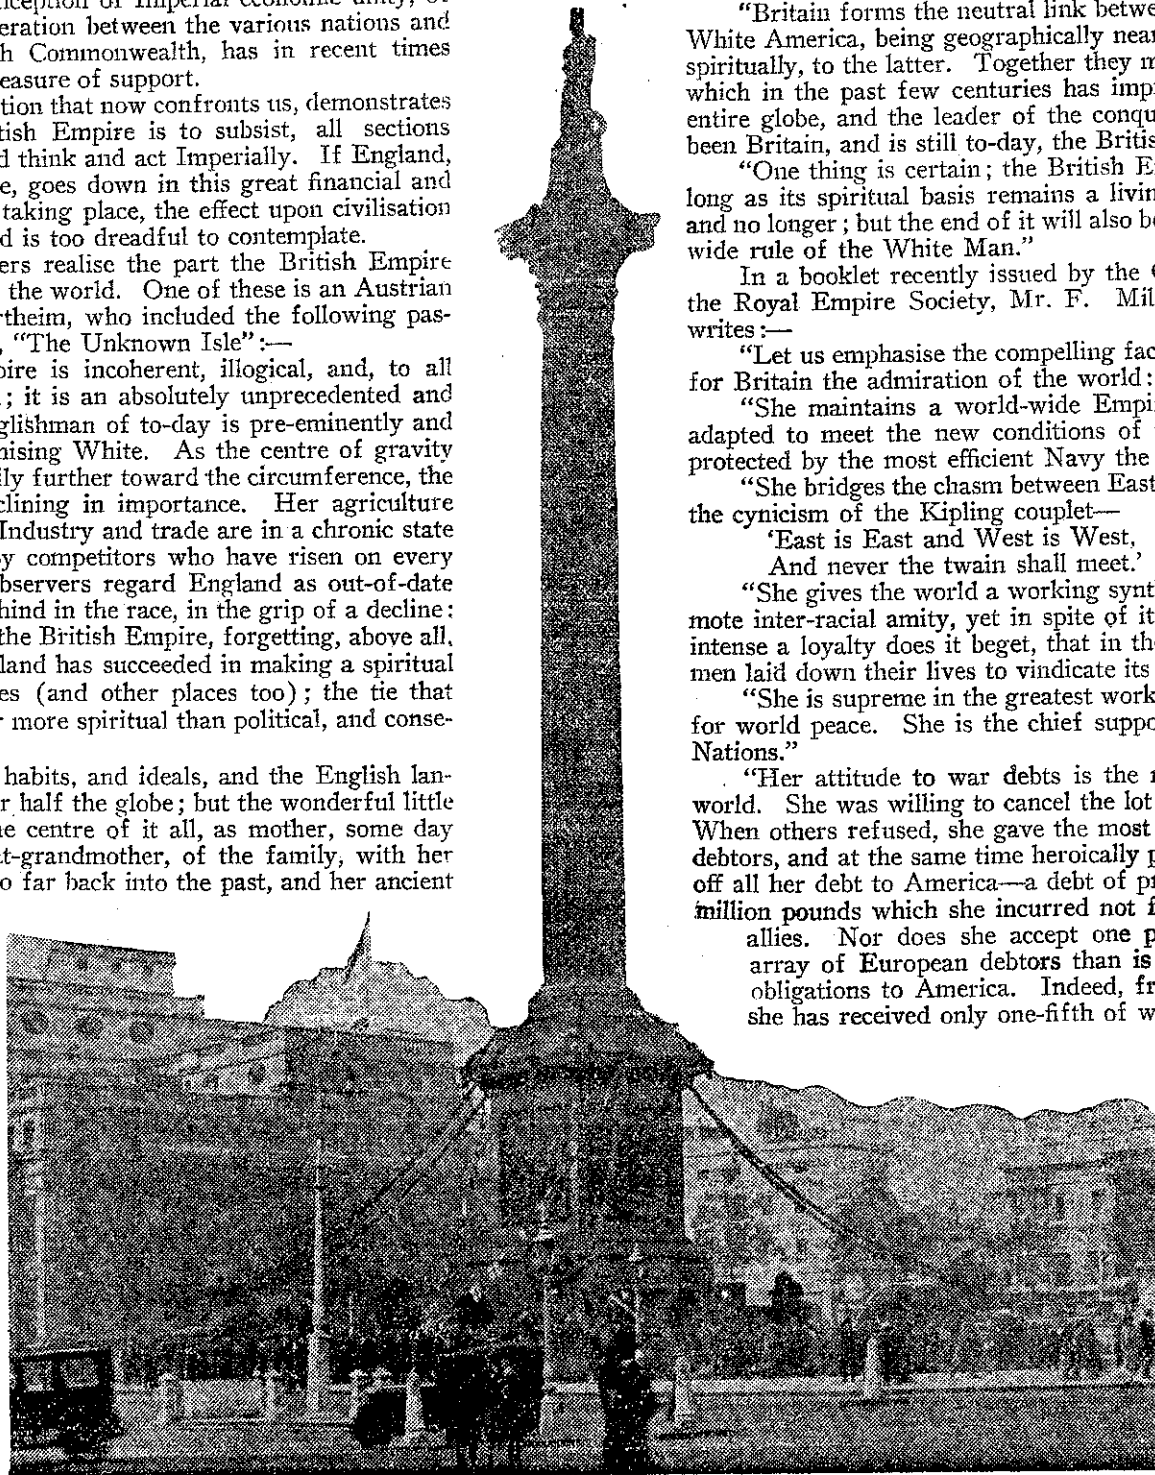 ception of Imperial economic unity, of
eration between the various nations and
h Commonwealth, has in recent times
easure of support.
tion that now confronts us, demonstrates
tish Empire is to subsist, all sections
d think and act Imperially. If England,
e, goes down in this great financial and
taking place, the effect upon civilisation
d is too dreadful to contemplate.
ers realise the part the British Empire
the world. One of these is an Austrian
rtheim, who included the following pas-
, "The Unknown Isle":—
pire is incoherent, illogical, and, to all
; it is an absolutely unprecedented and
glishman of to-day is pre-eminently and
nising White. As the centre of gravity
ily further toward the circumference, the
clining in importance. Her agriculture
Industry and trade are in a chronic state
y competitors who have risen on every
bservers regard England as out-of-date
hind in the race, in the grip of a decline:
the British Empire, forgetting, above all,
land has succeeded in making a spiritual
es (and other places too); the tie that
r more spiritual than political, and conse-
habits, and ideals, and the English lan-
r half the globe; but the wonderful little
e centre of it all, as mother, some day
t-grandmother, of the family, with her
o far back into the past, and her ancient
"Britain forms the neutral link betwe
White America, being geographically near
spiritually, to the latter. Together they m
which in the past few centuries has imp
entire globe, and the leader of the conqu
been Britain, and is still to-day, the Britis
"One thing is certain; the British E
long as its spiritual basis remains a livin
and no longer; but the end of it will also b
wide rule of the White Man."
In a booklet recently issued by the
the Royal Empire Society, Mr. F. Mil
writes:—
"Let us emphasise the compelling fac
for Britain the admiration of the world:
"She maintains a world-wide Empi
adapted to meet the new conditions of
protected by the most efficient Navy the
"She bridges the chasm between East
the cynicism of the Kipling couplet—
'East is East and West is West,
And never the twain shall meet.'
"She gives the world a working synt
mote inter-racial amity, yet in spite of it
intense a loyalty does it beget, that in th
men laid down their lives to vindicate its
"She is supreme in the greatest work
for world peace. She is the chief suppo
Nations."
"Her attitude to war debts is the
world. She was willing to cancel the lot
When others refused, she gave the most
debtors, and at the same time heroically p
off all her debt to America—a debt of p
million pounds which she incurred not f
allies. Nor does she accept one p
array of European debtors than is
obligations to America. Indeed, fr
she has received only one-fifth of w